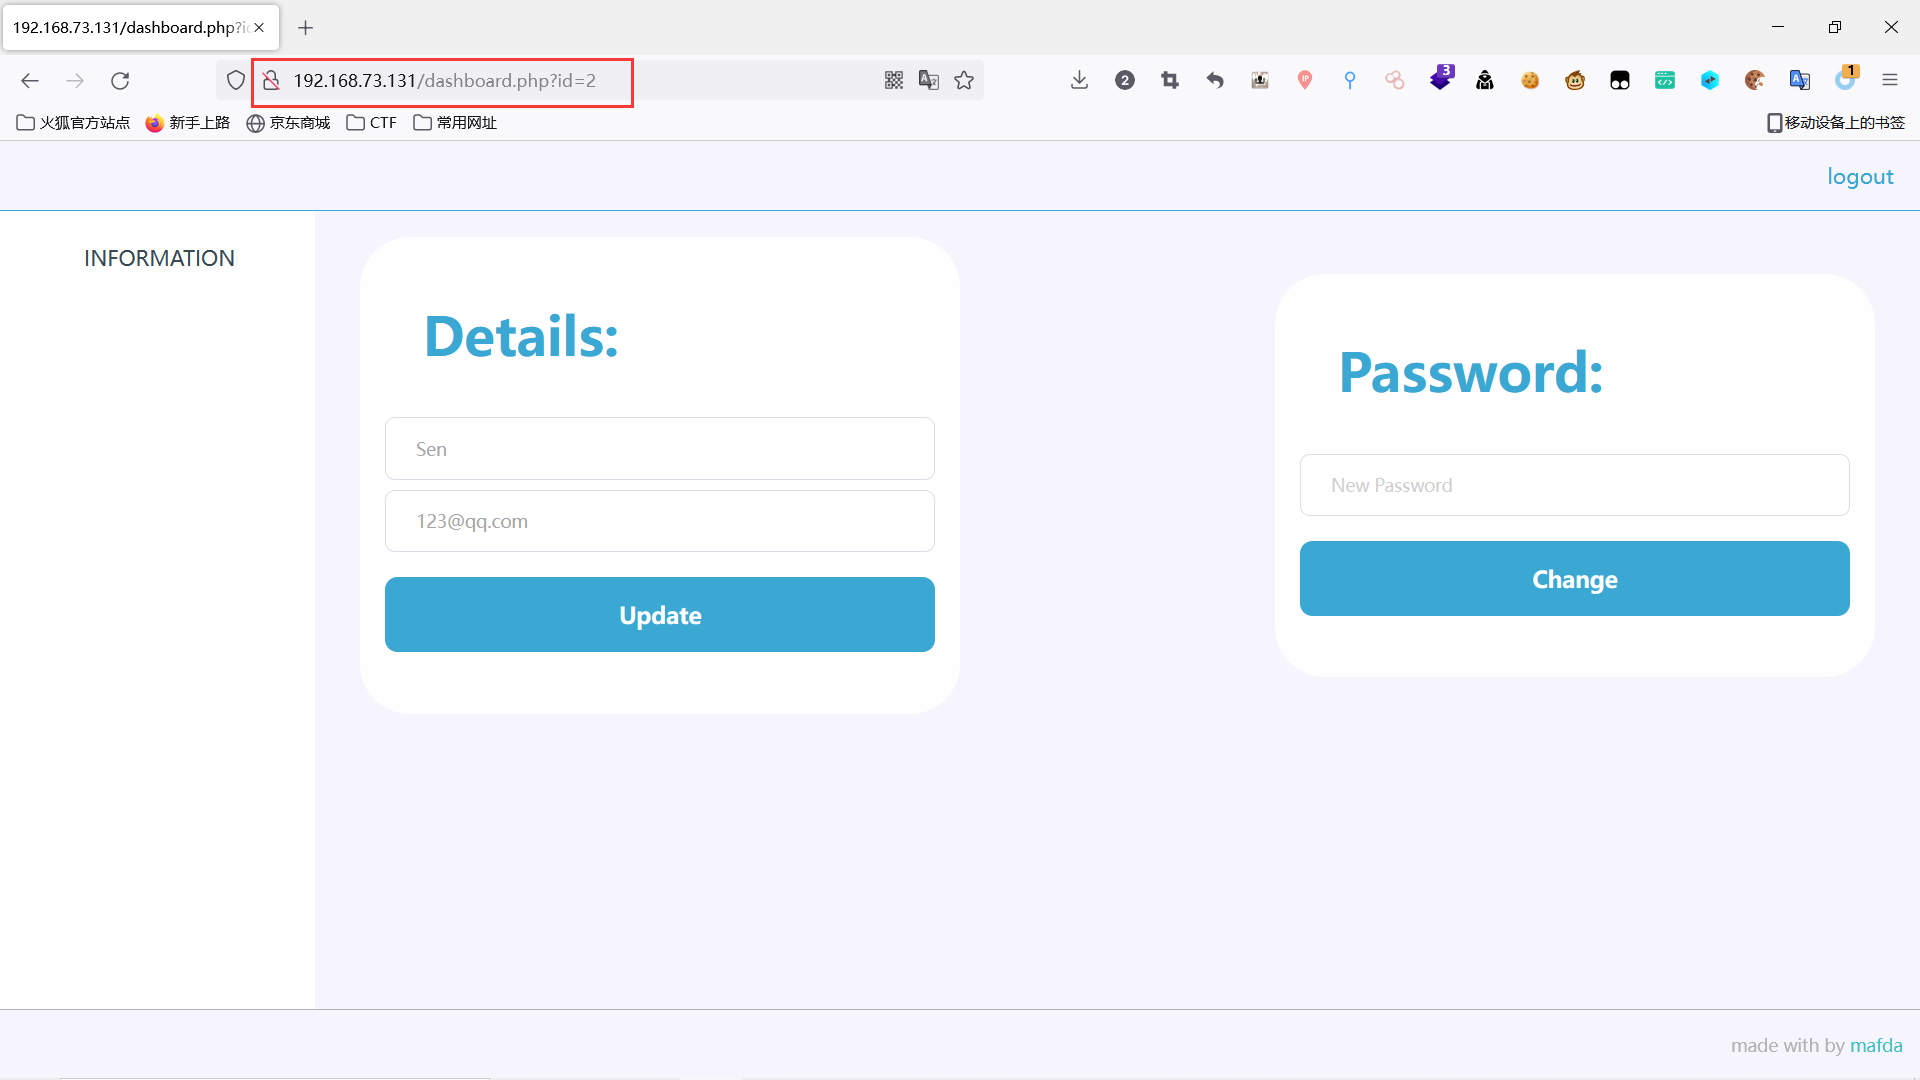 192.168.73.131/dashboard.php?id
192.168.73.131/dashboard.php?id=2
2
3
1
火狐官方站点 新手上路 京东商城 CTF 常用网址 移动设备上的书签
logout
INFORMATION
Details:
Sen
123@qq.com
Update
Password:
New Password
Change
made with by mafda